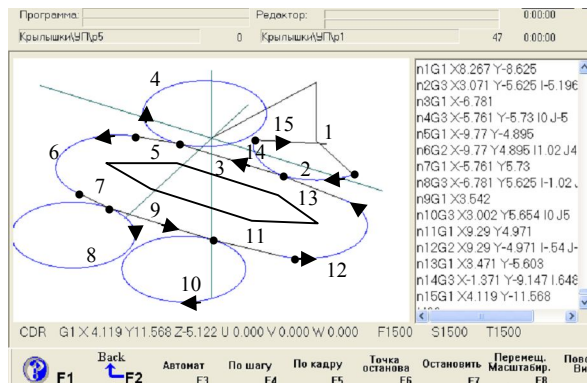 Программа:
Редактор:
0:00:00
Крылышки\УП\p5
0
Крылышки\УП\p1
47
0:00:00
n1G1 X8.267 Y-8.625
n2G3 X3.071 Y-5.625 I-5.196
n3G1 X-6.781
n4G3 X-5.761 Y-5.73 I0 J-5
n5G1 X-9.77 Y-4.895
n6G2 X-9.77 Y4.895 I1.02 J4
n7G1 X-5.761 Y5.73
n8G3 X-6.781 Y5.625 I-1.02 J
n9G1 X3.542
n10G3 X3.002 Y5.654 I0 J5
n11G1 X9.29 Y4.971
n12G2 X9.29 Y-4.971 I-.54 J-
n13G1 X3.471 Y-5.603
n14G3 X-1.371 Y-9.147 I.648
n15G1 X4.119 Y-11.568
4
15
1
14
6
5
3
2
7
13
9
11
8
12
10
CDR G1 X 4.119 Y11.568 Z-5.122 U 0.000 V 0.000 W 0.000 F1500 S1500 T1500
F1
Back
F2
Автомат
F3
По шагу
F4
По кадру
F5
Точка останова
F6
Остановить
F7
Перемещ. Масштабир.
F8